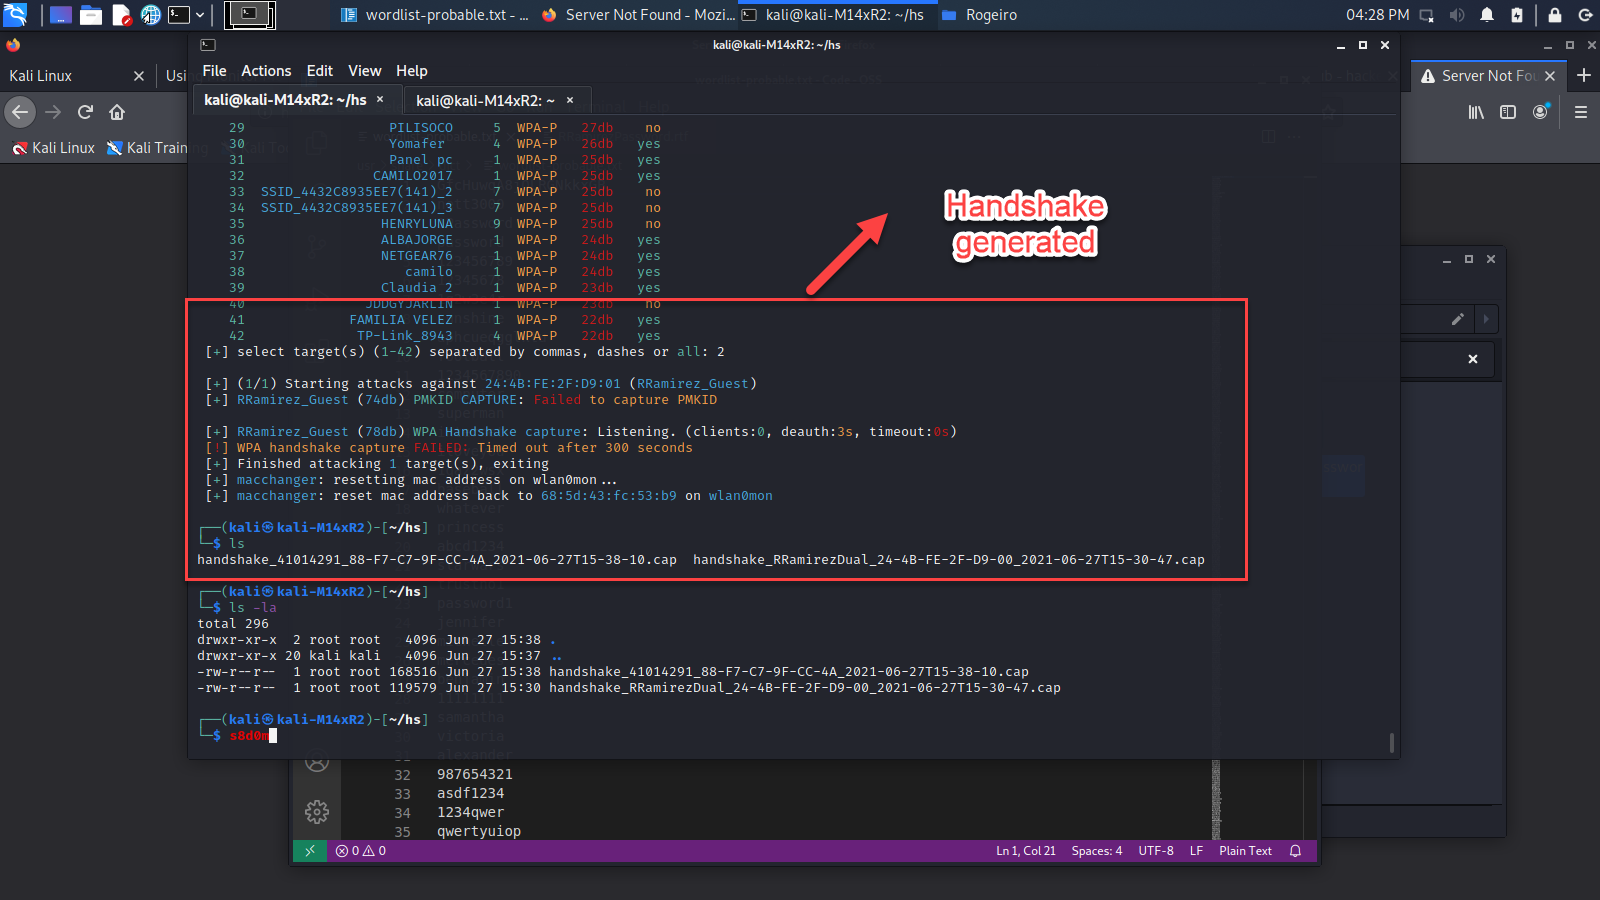 wordlist-probable.txt - ...
Server Not Found - Mozi...
kali@kali-M14xR2: ~/hs
Rogeiro
04:28 PM
kali@kali-M14xR2: ~/hs
Kali Linux
File Actions Edit View Help
Server Not Fou
kali@kali-M14xR2: ~/hs
kali@kali-M14xR2: ~
Kali Linux
Kali Training
29 PILISOCO 5 WPA-P 27db no
30 Yomafer 4 WPA-P 26db yes
31 Panel pc 1 WPA-P 25db yes
32 CAMILO2017 1 WPA-P 25db yes
33 SSID_4432C8935EE7(141)_2 7 WPA-P 25db no
34 SSID_4432C8935EE7(141)_3 7 WPA-P 25db no
35 HENRYLUNA 9 WPA-P 25db no
36 ALBAJORGE 1 WPA-P 24db yes
37 NETGEAR76 1 WPA-P 24db yes
38 camilo 1 WPA-P 24db yes
39 Claudia 2 1 WPA-P 23db yes
40 JDDGYJARLIN 1 WPA-P 23db no
41 FAMILIA VELEZ 1 WPA-P 22db yes
42 TP-Link_8943 4 WPA-P 22db yes
Handshake
generated
[+] select target(s) (1-42) separated by commas, dashes or all: 2
[+] (1/1) Starting attacks against 24:4B:FE:2F:D9:01 (RRamirez_Guest)
[+] RRamirez_Guest (74db) PMKID CAPTURE: Failed to capture PMKID
[+] RRamirez_Guest (78db) WPA Handshake capture: Listening. (clients:0, deauth:3s, timeout:0s)
[!] WPA handshake capture FAILED: Timed out after 300 seconds
[+] Finished attacking 1 target(s), exiting
[+] macchanger: resetting mac address on wlan0mon...
[+] macchanger: reset mac address back to 68:5d:43:fc:53:b9 on wlan0mon
┌──(kali㉿kali-M14xR2)-[~/hs]
└─$ ls
handshake_41014291_88-F7-C7-9F-CC-4A_2021-06-27T15-38-10.cap handshake_RRamirezDual_24-4B-FE-2F-D9-00_2021-06-27T15-30-47.cap
┌──(kali㉿kali-M14xR2)-[~/hs]
└─$ ls -la
total 296
drwxr-xr-x 2 root root 4096 Jun 27 15:38 .
drwxr-xr-x 20 kali kali 4096 Jun 27 15:37 ..
-rw-r--r-- 1 root root 168516 Jun 27 15:38 handshake_41014291_88-F7-C7-9F-CC-4A_2021-06-27T15-38-10.cap
-rw-r--r-- 1 root root 119579 Jun 27 15:30 handshake_RRamirezDual_24-4B-FE-2F-D9-00_2021-06-27T15-30-47.cap
┌──(kali㉿kali-M14xR2)-[~/hs]
└─$ s8d0m
32 987654321
33 asdf1234
34 1234qwer
35 qwertyuiop
0 0
Ln 1, Col 21 Spaces: 4 UTF-8 LF Plain Text